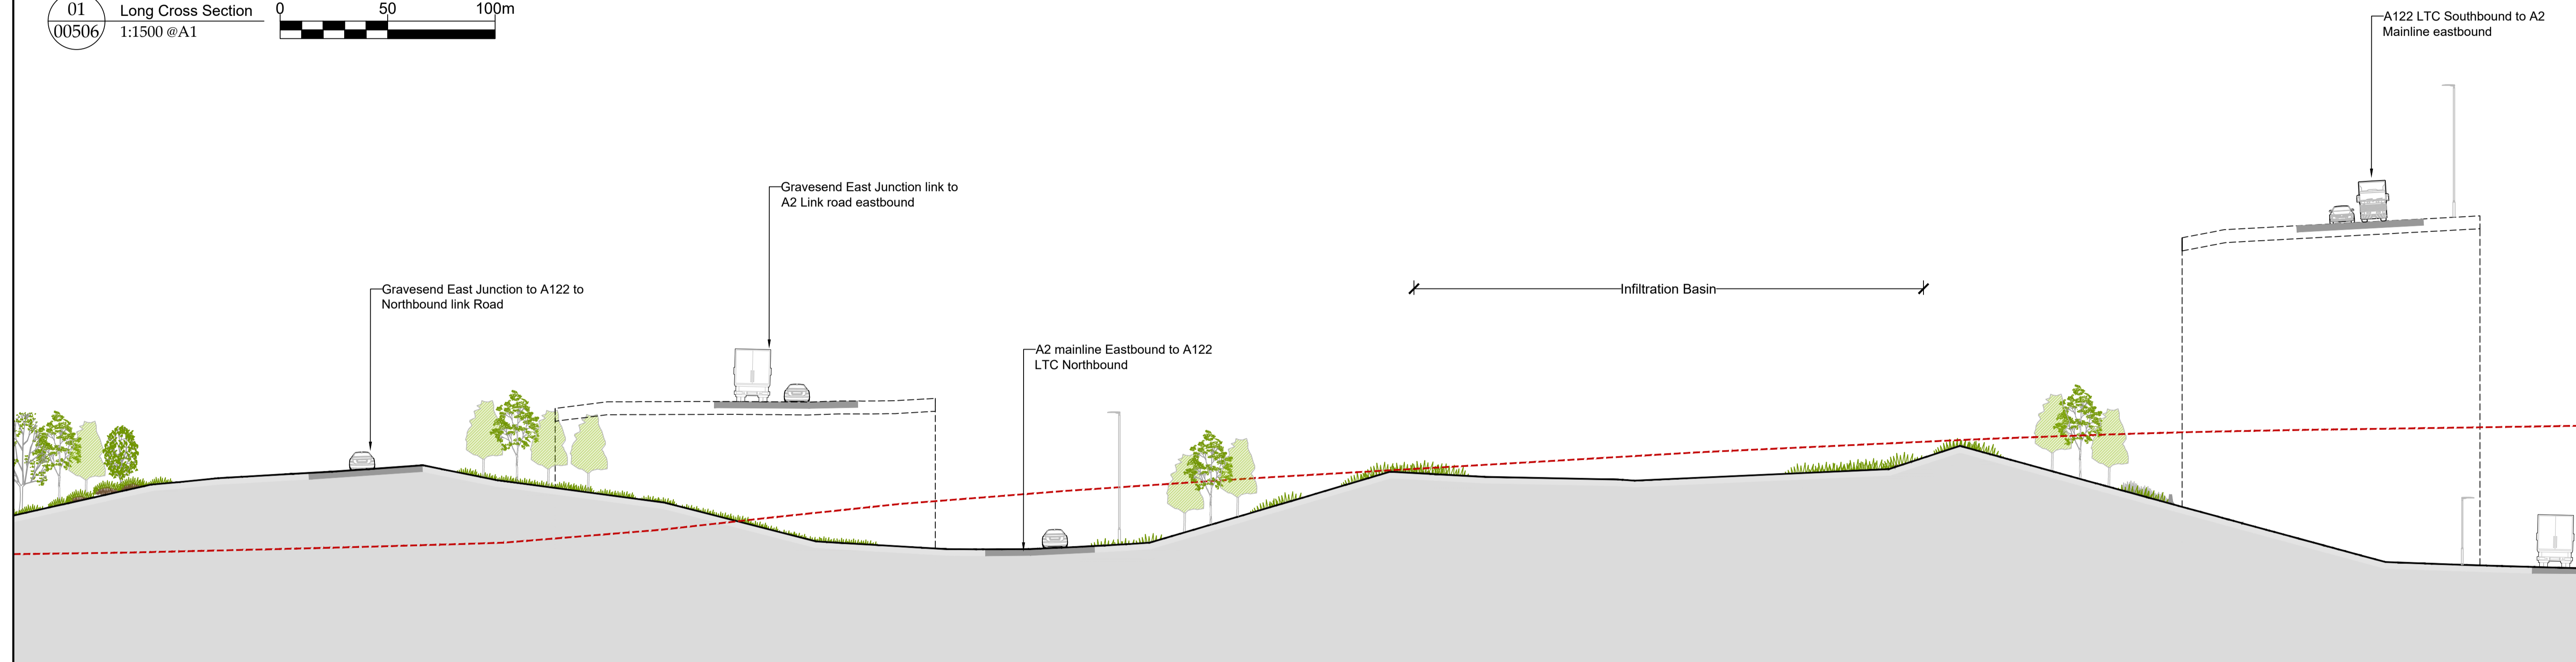 01
00506
Long Cross Section
1:1500 @A1
0 50 100m
A122 LTC Southbound to A2
Mainline eastbound
Gravesend East Junction link to
A2 Link road eastbound
Gravesend East Junction to A122 to
Northbound link Road
Infiltration Basin
A2 mainline Eastbound to A122
LTC Northbound